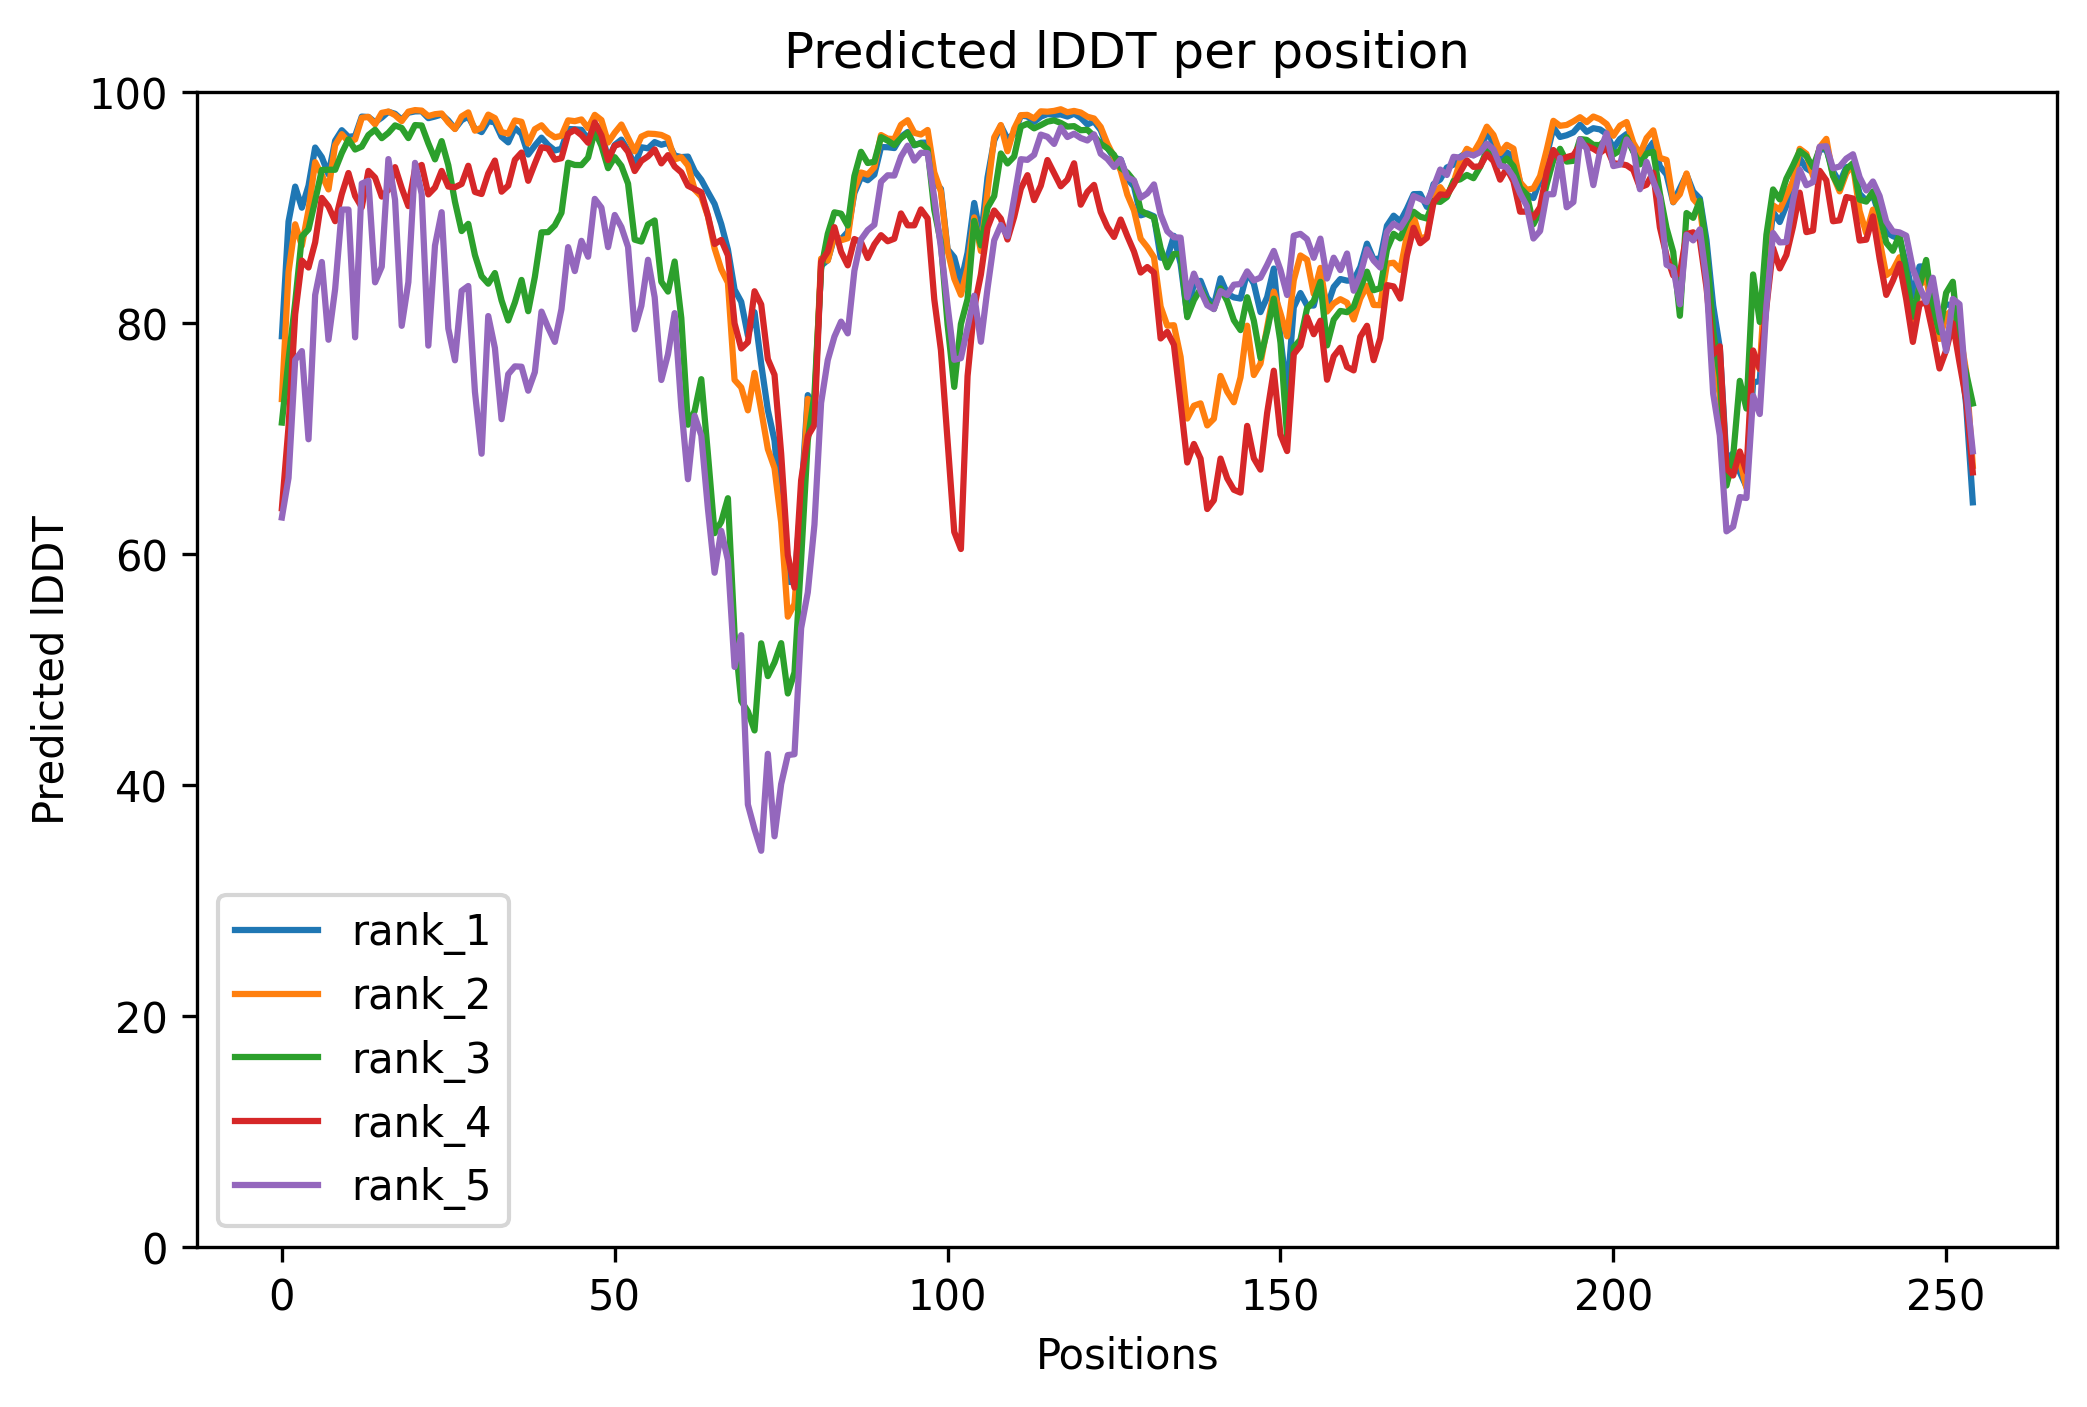 Predicted lDDT per position
100
80
60
40
20
0
Predicted lDDT
rank_1
rank_2
rank_3
rank_4
rank_5
0 50 100 150 200 250
Positions